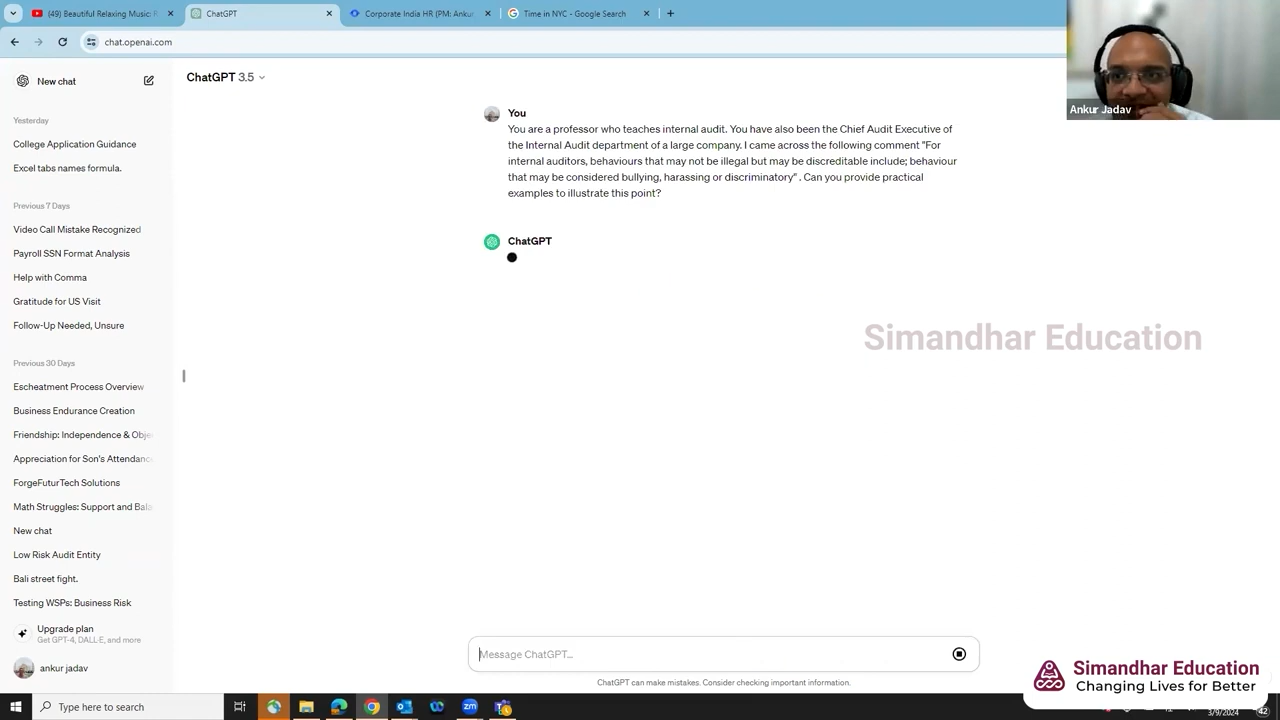 (49) Beautiful Relaxing Music R
ChatGPT
Corporate India HR (PM: Ankur
Time in NYC - Google Search
chat.openai.com
New chat
Yesterday
College Application Guidance
Excel tabs names formula.
Previous 7 Days
Video Call Mistake Recognized
Payroll SSN Format Analysis
Help with Comma
Gratitude for US Visit
Follow-Up Needed, Unsure
Previous 30 Days
Escheatment Process Overview
Business Endurance Creation
Friendship: Independence & Obje
Appreciation for Son's Attendance
ForgeFuturTech Solutions
Math Struggles: Support and Bala
New chat
Low Risk Audit Entity
Bali street fight.
Testing WSPs: Business Risk
Upgrade plan
Get GPT-4, DALL·E, and more
ankur jadav
ChatGPT 3.5
You
You are a professor who teaches internal audit. You have also been the Chief Audit Executive of
the Internal Audit department of a large company. I came across the following comment "For
internal auditors, behaviours that may not be illegal but may be discreditable include; behaviour
that may be considered bullying, harassing or discriminatory" . Can you provide practical
examples to illustrate this point?
ChatGPT
Message ChatGPT...
ChatGPT can make mistakes. Consider checking important information.
Ankur Jadav
Simandhar Education
Simandhar Education
Changing Lives for Better
Type here to search
zm
3/9/2024
42